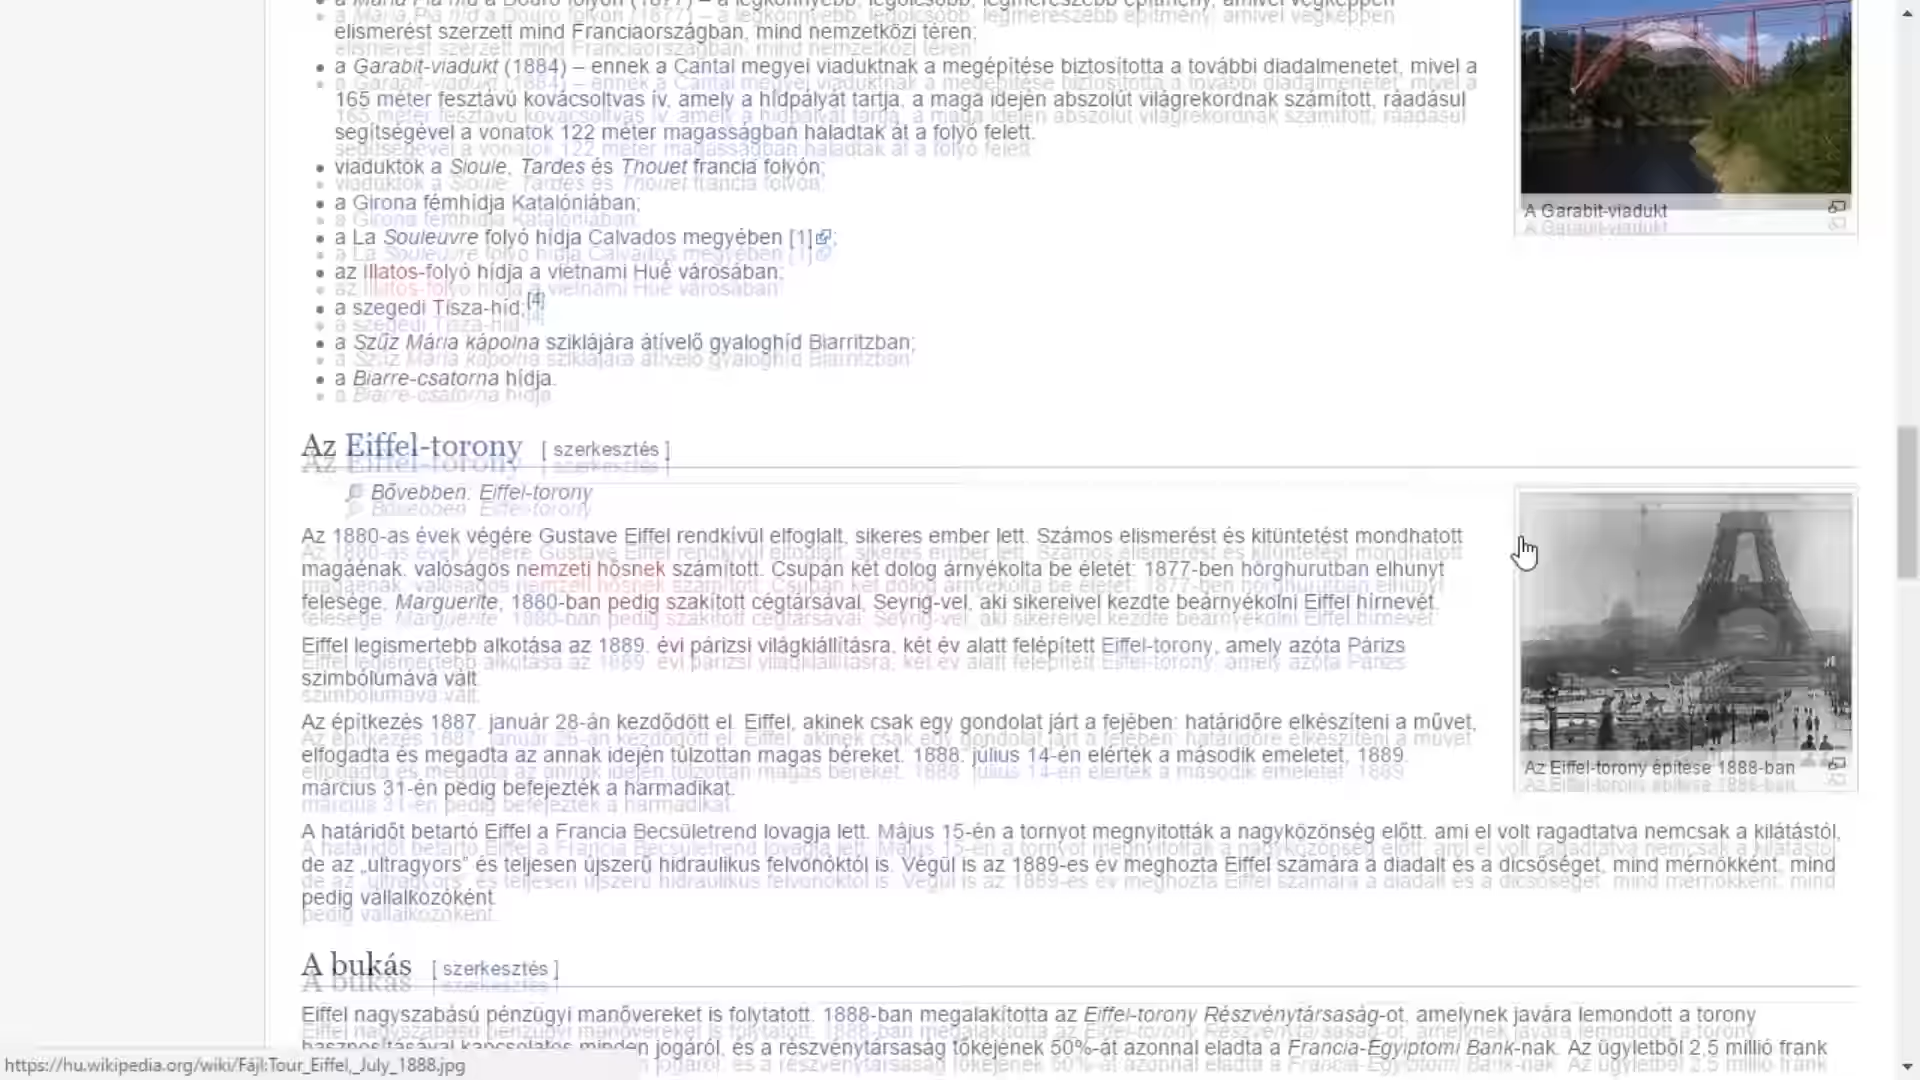 a Maria Pia híd a Douro folyón (1877) – a legkönnyebb, legolcsóbb, legmerészebb építmény, amivel végképpen
elismerést szerzett mind Franciaországban, mind nemzetközi téren;
a Garabit-viadukt (1884) – ennek a Cantal megyei viaduktnak a megépítése biztosította a további diadalmenetet, mivel a
165 méter fesztávú kovácsoltvas ív, amely a hídpályát tartja, a maga idején abszolút világrekordnak számított, ráadásul
segítségével a vonatok 122 méter magasságban haladtak át a folyó felett.
viaduktok a Sioule, Tardes és Thouet francia folyón;
a Girona fémhídja Katalóniában;
a La Souleuvre folyó hídja Calvados megyében [1];
az Illatos-folyó hídja a vietnami Huế városában;
a szegedi Tisza-híd;[4]
a Szűz Mária kápolna sziklájára átívelő gyaloghíd Biarritzban;
a Biarre-csatorna hídja.
A Garabit-viadukt
Az Eiffel-torony [ szerkesztés ]
Bővebben: Eiffel-torony
Az 1880-as évek végére Gustave Eiffel rendkívül elfoglalt, sikeres ember lett. Számos elismerést és kitüntetést mondhatott
magáénak, valóságos nemzeti hősnek számított. Csupán két dolog árnyékolta be életét: 1877-ben hörghurutban elhunyt
felesége, Marguerite, 1880-ban pedig szakított cégtársával, Seyrig-vel, aki sikereivel kezdte beárnyékolni Eiffel hírnevét.
Eiffel legismertebb alkotása az 1889. évi párizsi világkiállításra, két év alatt felépített Eiffel-torony, amely azóta Párizs
szimbólumává vált.
Az építkezés 1887. január 28-án kezdődött el. Eiffel, akinek csak egy gondolat járt a fejében: határidőre elkészíteni a művet,
elfogadta és megadta az annak idején túlzottan magas béreket. 1888. július 14-én elérték a második emeletet, 1889.
március 31-én pedig befejezték a harmadikat.
Az Eiffel-torony építése 1888-ban
A határidőt betartó Eiffel a Francia Becsületrend lovagja lett. Május 15-én a tornyot megnyitották a nagyközönség előtt, ami el volt ragadtatva nemcsak a kilátástól,
de az „ultragyors” és teljesen újszerű hidraulikus felvonóktól is. Végül is az 1889-es év meghozta Eiffel számára a diadalt és a dicsőséget, mind mérnökként, mind
pedig vállalkozóként.
A bukás [ szerkesztés ]
Eiffel nagyszabású pénzügyi manővereket is folytatott. 1888-ban megalakította az Eiffel-torony Részvénytársaság-ot, amelynek javára lemondott a torony
hasznosításával kapcsolatos minden jogáról, és a részvénytársaság tőkéjének 50%-át azonnal eladta a Francia-Egyiptomi Bank-nak. Az ügyletből 2,5 millió frank
https://hu.wikipedia.org/wiki/Fájl:Tour_Eiffel,_July_1888.jpg